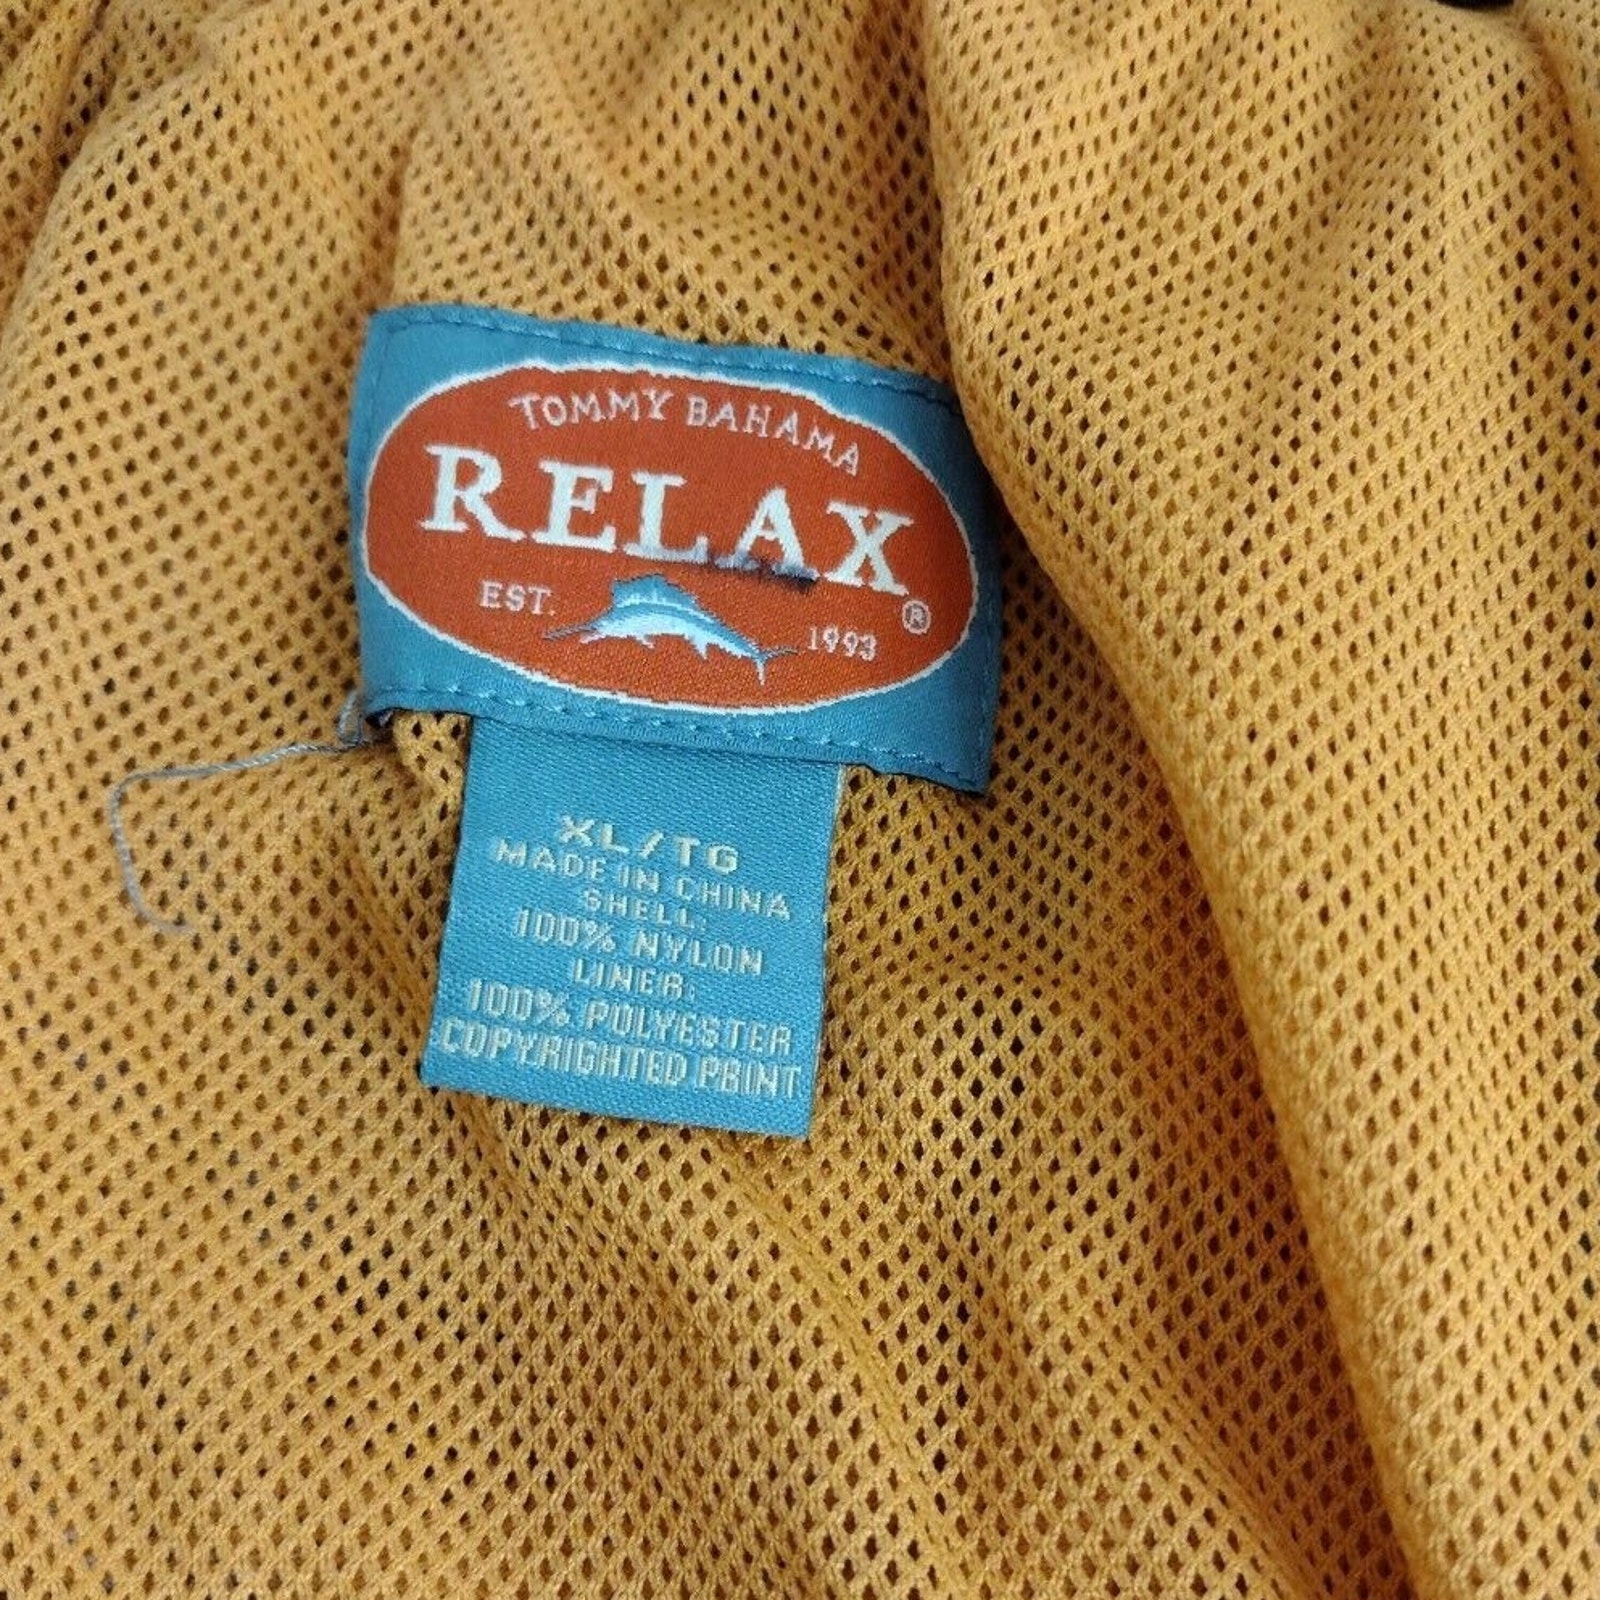 TOMMY BAHAMA
RELAX
EST. 1993 ®
XL/TG
MADE IN CHINA
SHELL:
100% NYLON
LINER:
100% POLYESTER
COPYRIGHTED PRINT